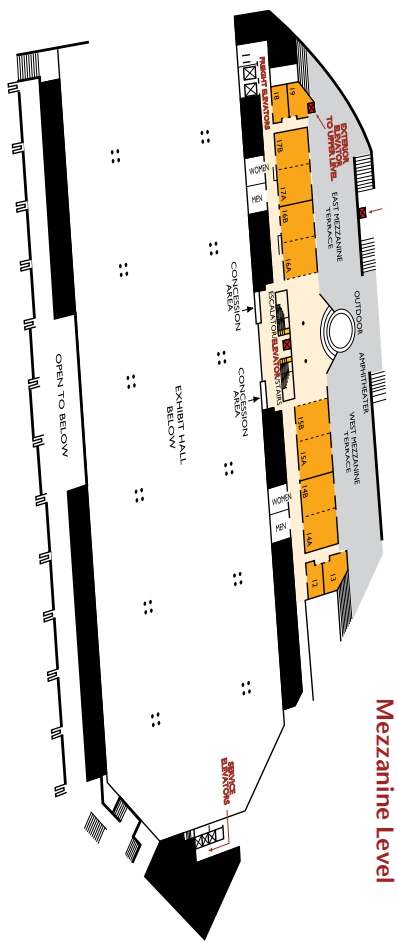 Mezzanine Level
EXTERIOR
ELEVATOR
TO UPPER LEVEL
FREIGHT ELEVATORS
19
18
17B
17A
16B
16A
WOMEN
MEN
EAST MEZZANINE
TERRACE
OUTDOOR AMPHITHEATER
WEST MEZZANINE
TERRACE
ESCALATOR/ELEVATOR/STAIRS
CONCESSION
AREA
CONCESSION
AREA
15B
15A
14B
14A
WOMEN
MEN
13
12
EXHIBIT HALL
BELOW
OPEN TO BELOW
SERVICE
ELEVATORS